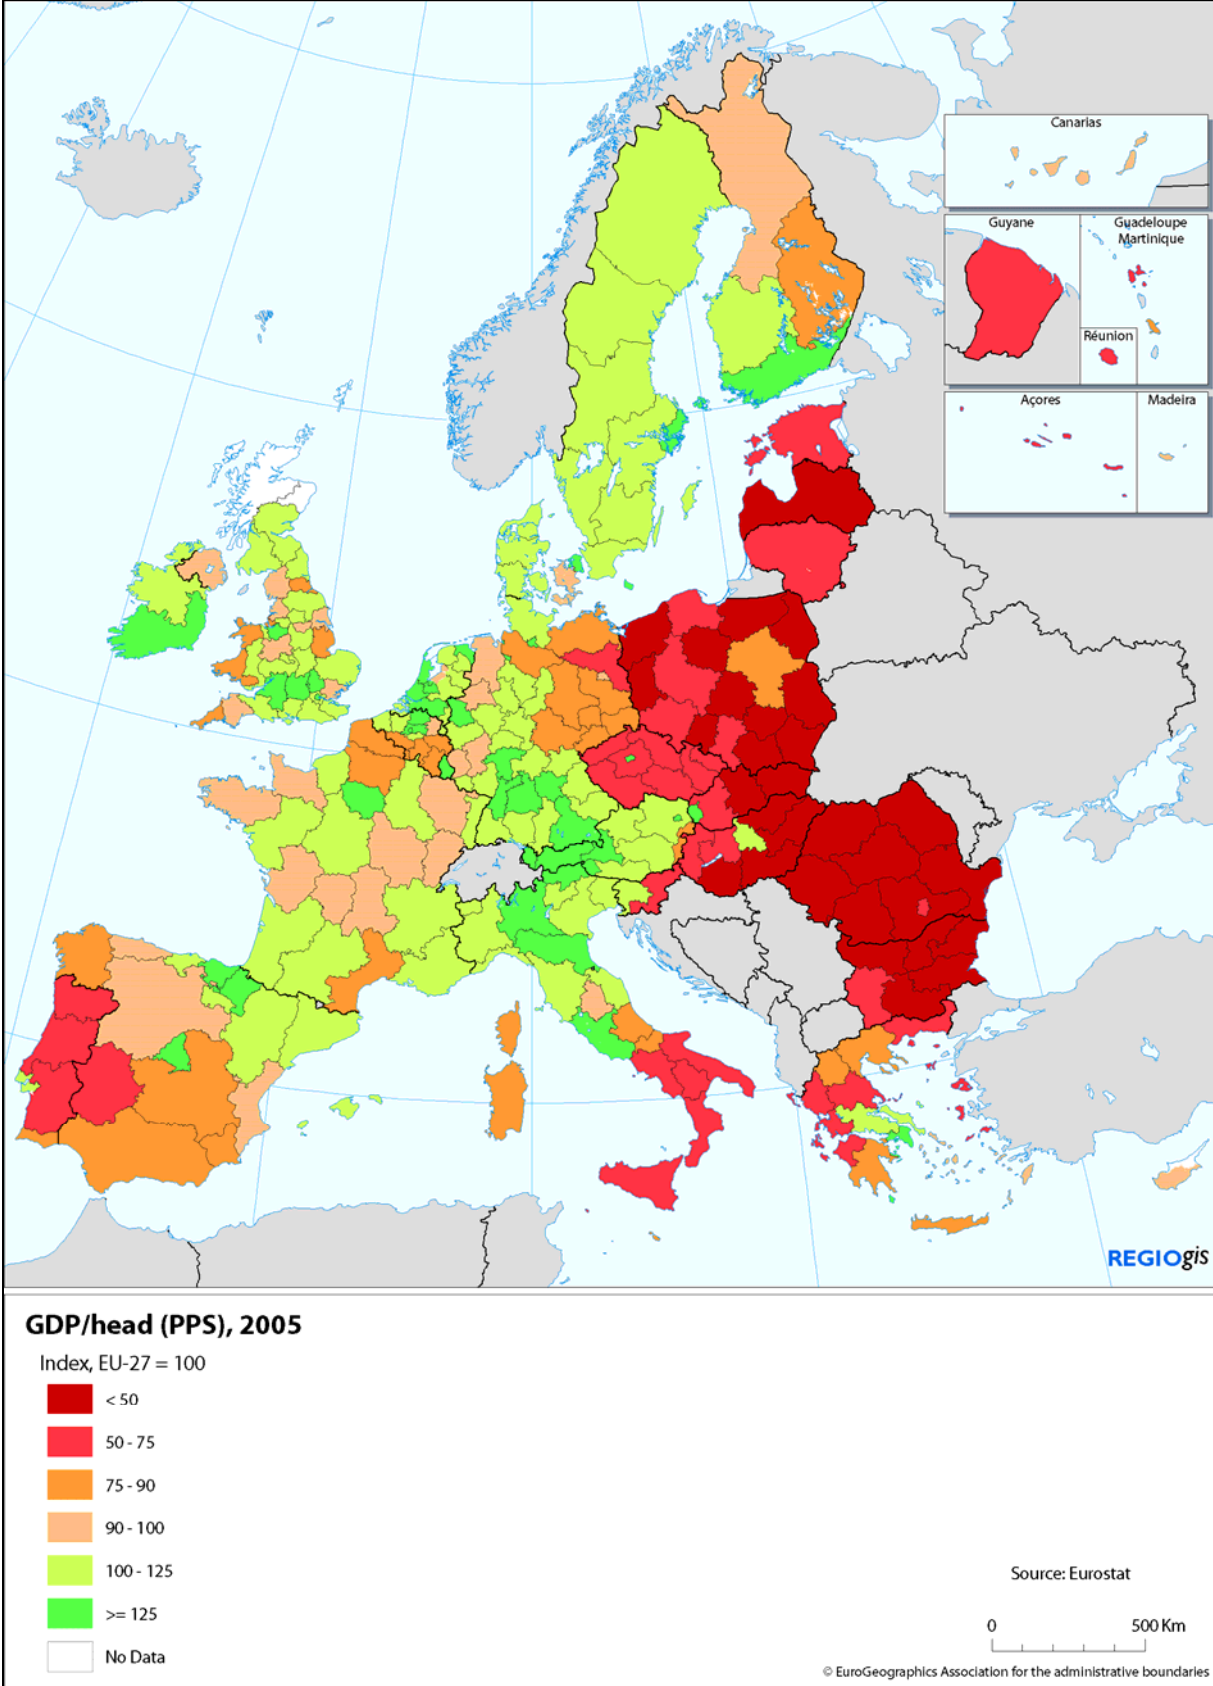 Canarias
Guyane
Guadeloupe
Martinique
Réunion
Açores
Madeira
REGIOgis
GDP/head (PPS), 2005
Index, EU-27 = 100
< 50
50 - 75
75 - 90
90 - 100
100 - 125
>= 125
No Data
Source: Eurostat
0 500 Km
© EuroGeographics Association for the administrative boundaries